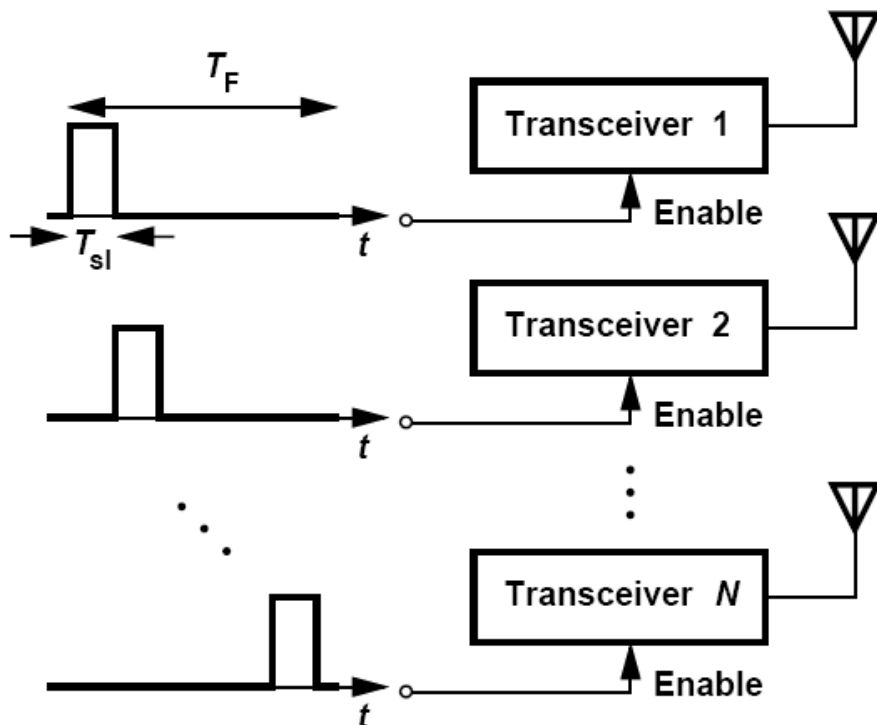 T_F
Transceiver 1
Enable
t
T_sl
Transceiver 2
Enable
t
Transceiver N
Enable
t